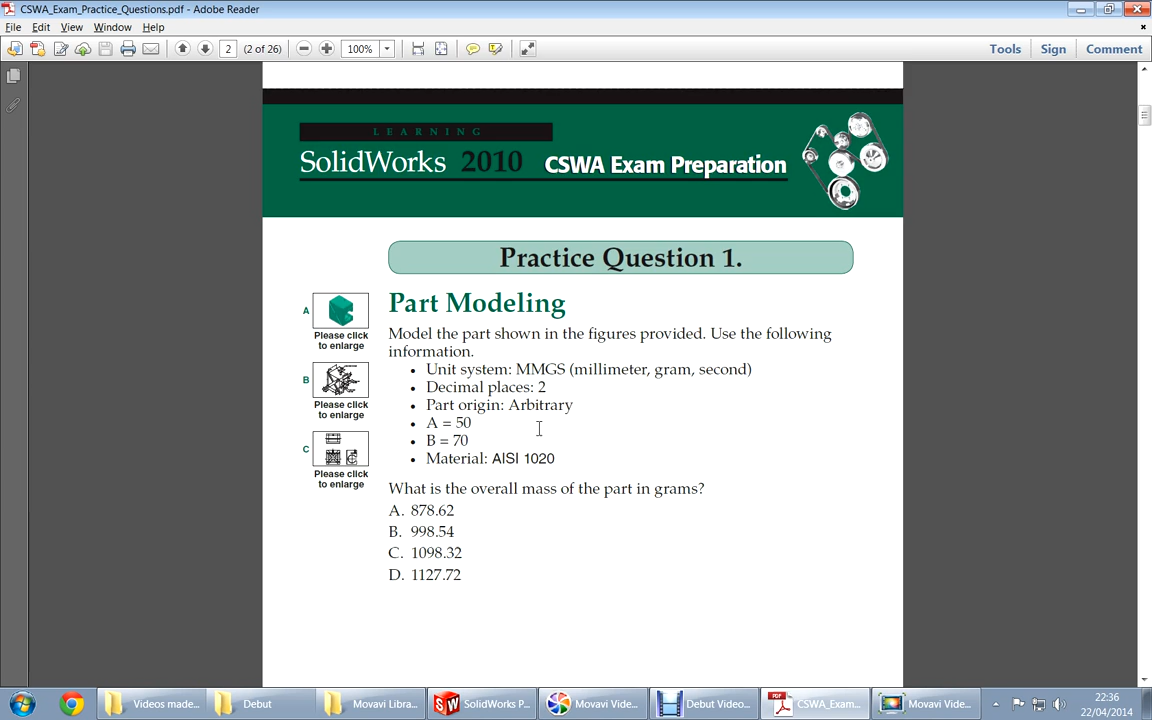 CSWA_Exam_Practice_Questions.pdf - Adobe Reader
File Edit View Window Help
2 (2 of 26) 100% Tools Sign Comment
LEARNING
SolidWorks 2010 CSWA Exam Preparation
Practice Question 1.
Part Modeling
Model the part shown in the figures provided. Use the following
information.
• Unit system: MMGS (millimeter, gram, second)
• Decimal places: 2
• Part origin: Arbitrary
• A = 50
• B = 70
• Material: AISI 1020
What is the overall mass of the part in grams?
A. 878.62
B. 998.54
C. 1098.32
D. 1127.72
A
Please click
to enlarge
B
Please click
to enlarge
C
Please click
to enlarge
Videos made... Debut Movavi Libra... SolidWorks P... Movavi Vide... Debut Video... CSWA_Exam... Movavi Vide... 22:36
22/04/2014